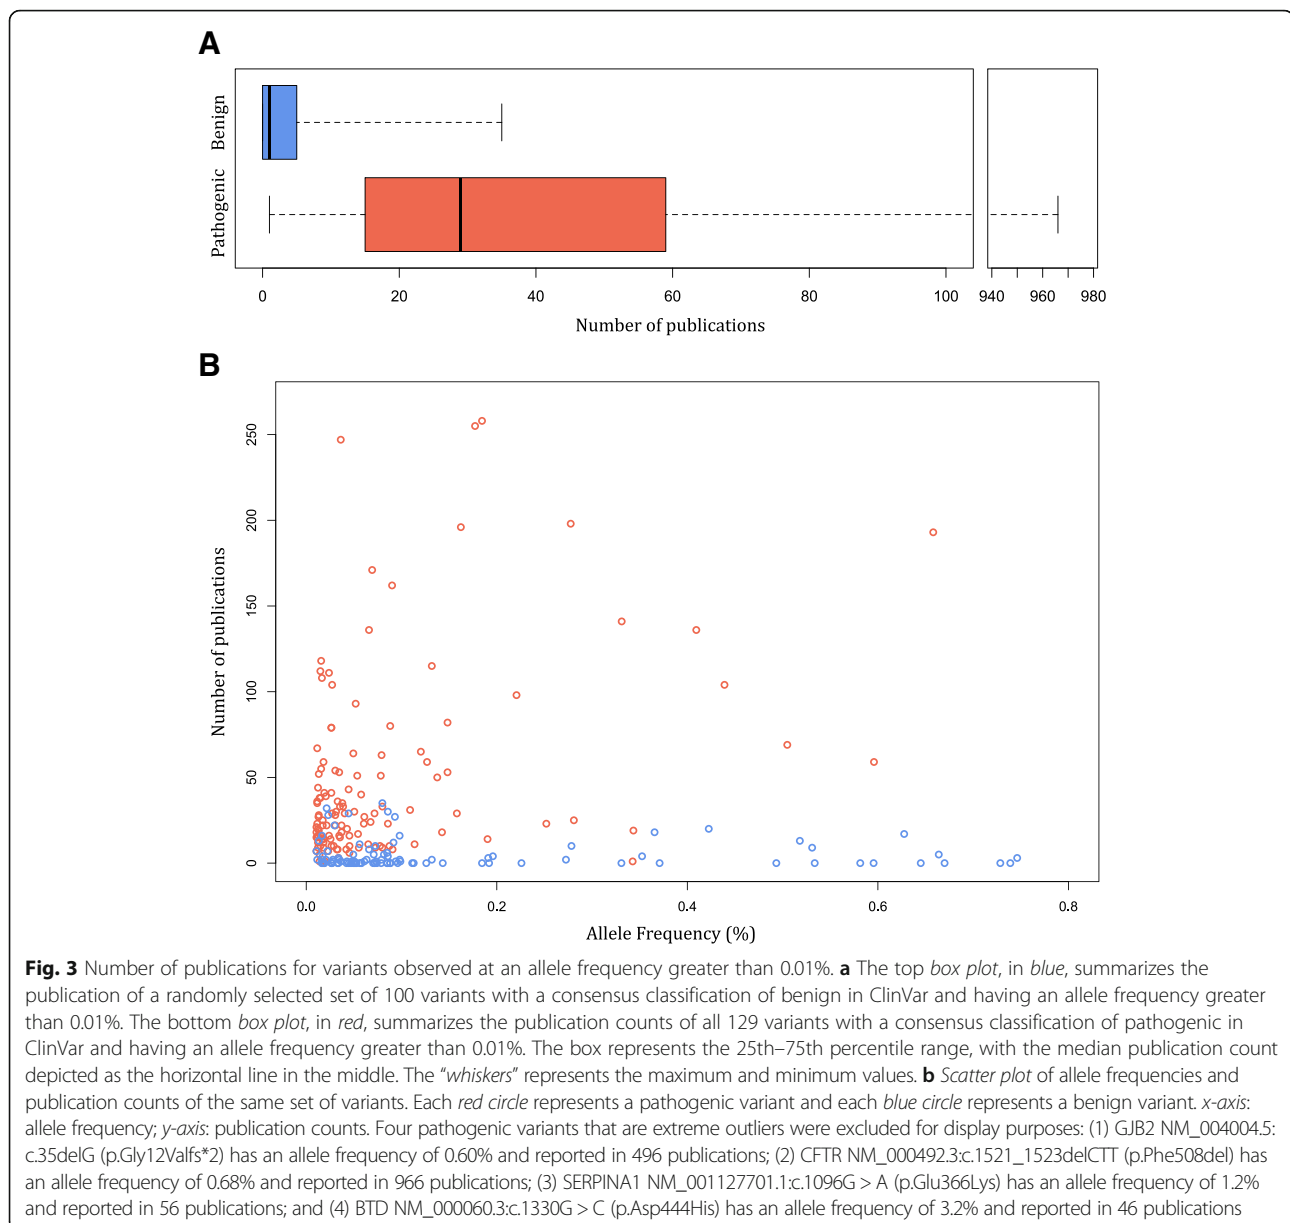 A
Benign
Pathogenic
0 20 40 60 80 100 940 960 980
Number of publications
B
250
200
150
100
50
0
Number of publications
0.0 0.2 0.4 0.6 0.8
Allele Frequency (%)
Fig. 3 Number of publications for variants observed at an allele frequency greater than 0.01%. a The top box plot, in blue, summarizes the
publication of a randomly selected set of 100 variants with a consensus classification of benign in ClinVar and having an allele frequency greater
than 0.01%. The bottom box plot, in red, summarizes the publication counts of all 129 variants with a consensus classification of pathogenic in
ClinVar and having an allele frequency greater than 0.01%. The box represents the 25th–75th percentile range, with the median publication count
depicted as the horizontal line in the middle. The “whiskers” represents the maximum and minimum values. b Scatter plot of allele frequencies and
publication counts of the same set of variants. Each red circle represents a pathogenic variant and each blue circle represents a benign variant. x-axis:
allele frequency; y-axis: publication counts. Four pathogenic variants that are extreme outliers were excluded for display purposes: (1) GJB2 NM_004004.5:
c.35delG (p.Gly12Valfs*2) has an allele frequency of 0.60% and reported in 496 publications; (2) CFTR NM_000492.3:c.1521_1523delCTT (p.Phe508del) has
an allele frequency of 0.68% and reported in 966 publications; (3) SERPINA1 NM_001127701.1:c.1096G > A (p.Glu366Lys) has an allele frequency of 1.2%
and reported in 56 publications; and (4) BTD NM_000060.3:c.1330G > C (p.Asp444His) has an allele frequency of 3.2% and reported in 46 publications